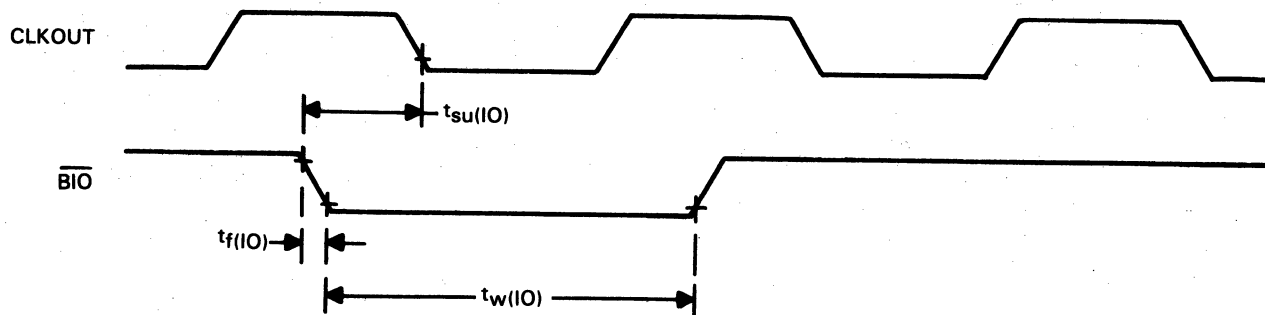 CLKOUT
tsu(IO)
BIO
tf(IO)
tw(IO)